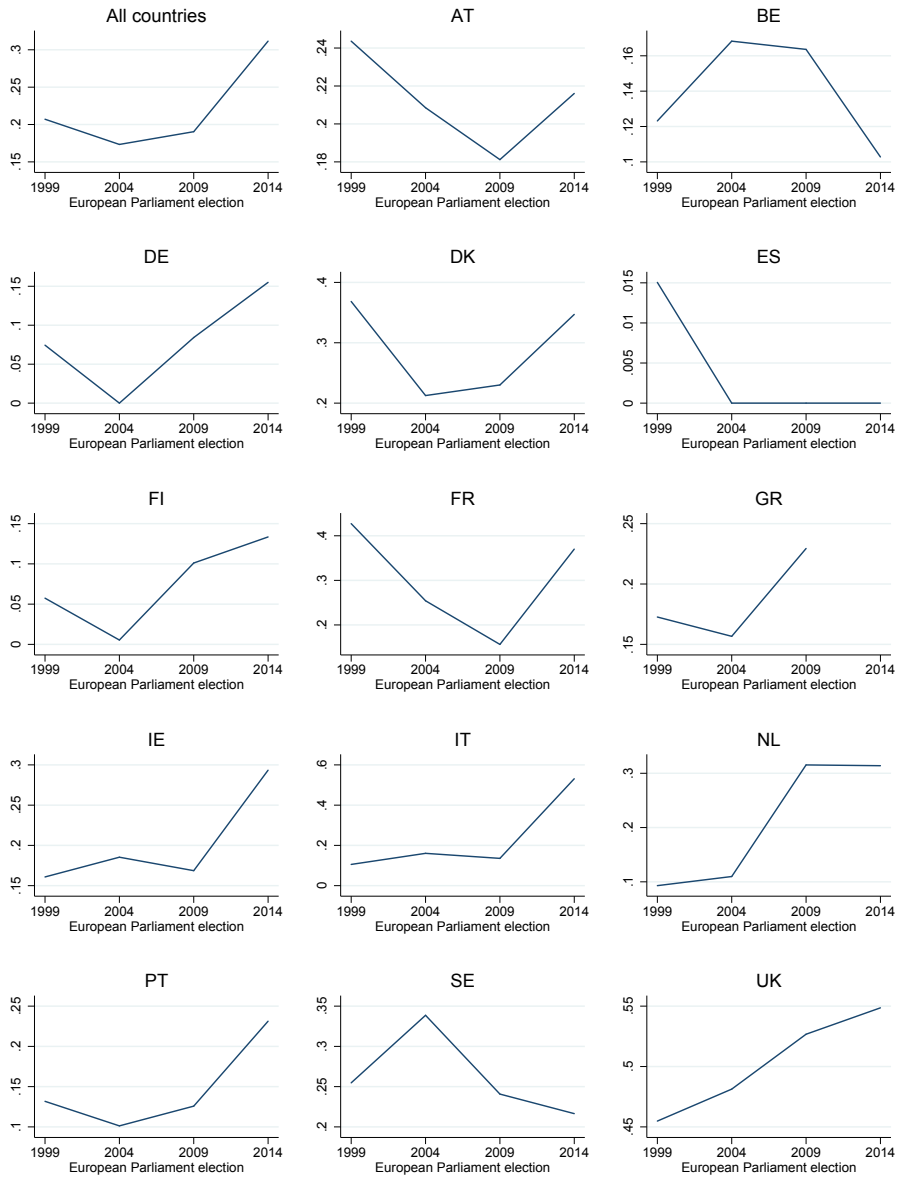 All countries
.3
.25
.2
.15
1999 2004 2009 2014
European Parliament election
AT
.24
.22
.2
.18
1999 2004 2009 2014
European Parliament election
BE
.16
.14
.12
.1
1999 2004 2009 2014
European Parliament election
DE
.15
.1
.05
0
1999 2004 2009 2014
European Parliament election
DK
.4
.3
.2
1999 2004 2009 2014
European Parliament election
ES
.015
.01
.005
0
1999 2004 2009 2014
European Parliament election
FI
.15
.1
.05
0
1999 2004 2009 2014
European Parliament election
FR
.4
.3
.2
1999 2004 2009 2014
European Parliament election
GR
.25
.2
.15
1999 2004 2009 2014
European Parliament election
IE
.3
.25
.2
.15
1999 2004 2009 2014
European Parliament election
IT
.6
.4
.2
0
1999 2004 2009 2014
European Parliament election
NL
.3
.2
.1
1999 2004 2009 2014
European Parliament election
PT
.25
.2
.15
.1
1999 2004 2009 2014
European Parliament election
SE
.35
.3
.25
.2
1999 2004 2009 2014
European Parliament election
UK
.55
.5
.45
1999 2004 2009 2014
European Parliament election